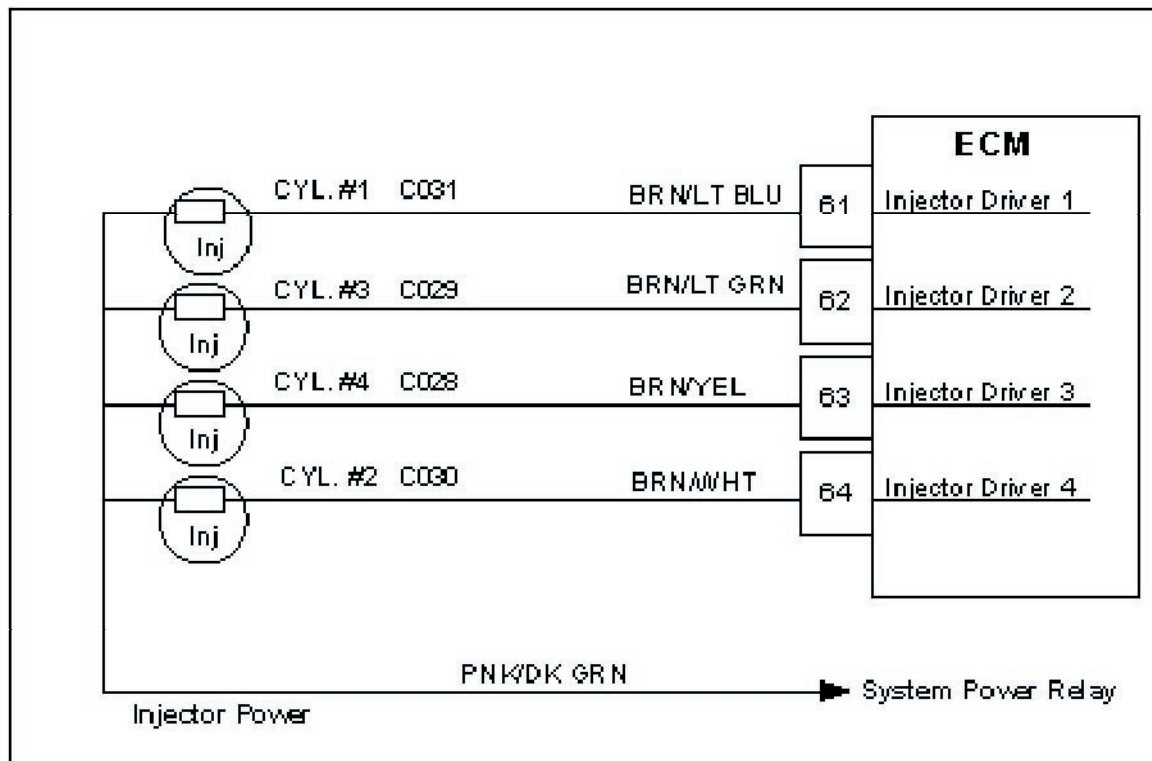 ECM
CYL. #1 C031 BRN/LT BLU 61 Injector Driver 1
Inj
CYL. #3 C029 BRN/LT GRN 62 Injector Driver 2
Inj
CYL. #4 C028 BRN/YEL 63 Injector Driver 3
Inj
CYL. #2 C030 BRN/WHT 64 Injector Driver 4
Inj
PNK/DK GRN
System Power Relay
Injector Power